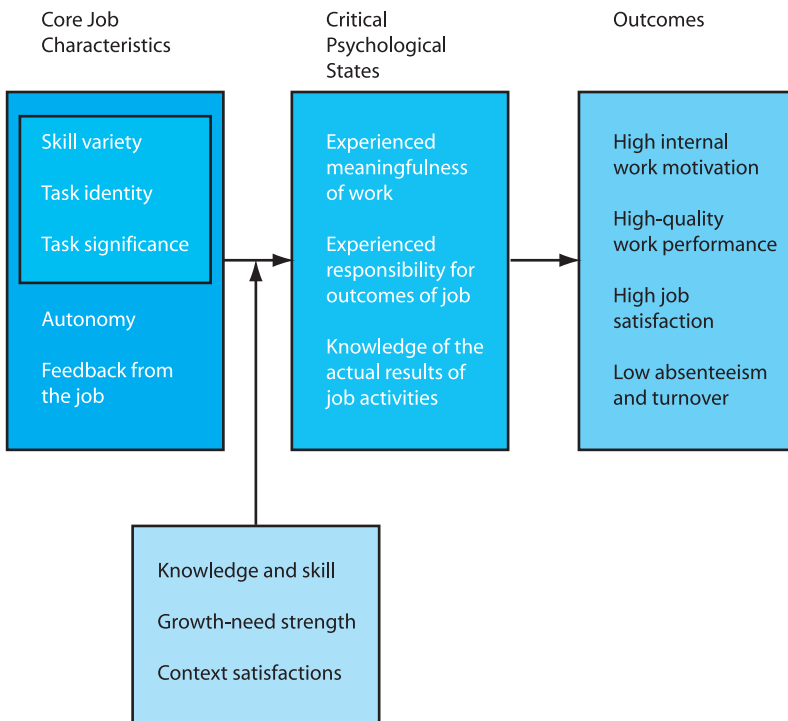 Core Job
Characteristics
Critical
Psychological
States
Outcomes
Skill variety
Task identity
Task significance
Autonomy
Feedback from
the job
Experienced
meaningfulness
of work
Experienced
responsibility for
outcomes of job
Knowledge of the
actual results of
job activities
High internal
work motivation
High-quality
work performance
High job
satisfaction
Low absenteeism
and turnover
Knowledge and skill
Growth-need strength
Context satisfactions